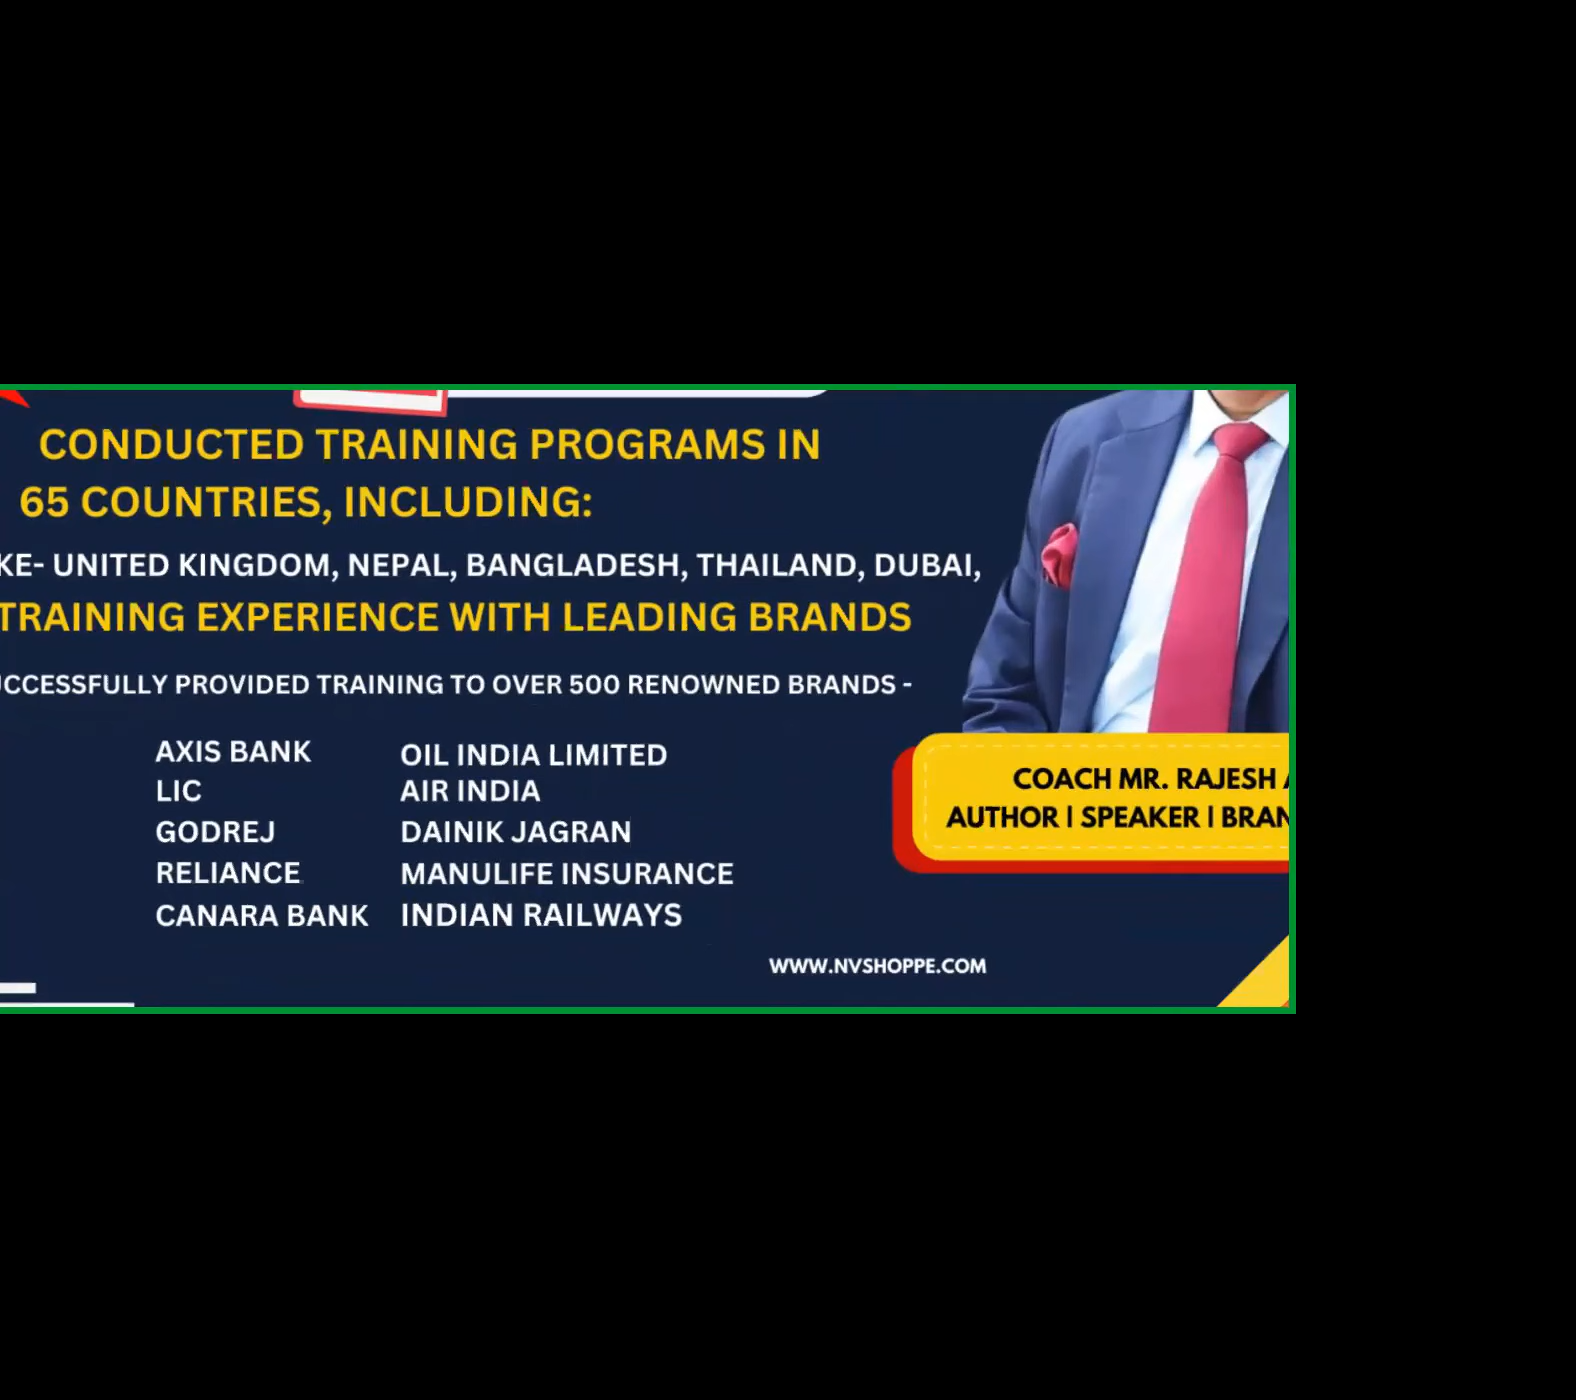 CONDUCTED TRAINING PROGRAMS IN
65 COUNTRIES, INCLUDING:
KE- UNITED KINGDOM, NEPAL, BANGLADESH, THAILAND, DUBAI,
TRAINING EXPERIENCE WITH LEADING BRANDS
UCCESSFULLY PROVIDED TRAINING TO OVER 500 RENOWNED BRANDS -
AXIS BANK
LIC
GODREJ
RELIANCE
CANARA BANK
OIL INDIA LIMITED
AIR INDIA
DAINIK JAGRAN
MANULIFE INSURANCE
INDIAN RAILWAYS
COACH MR. RAJESH A
AUTHOR | SPEAKER | BRAN
WWW.NVSHOPPE.COM